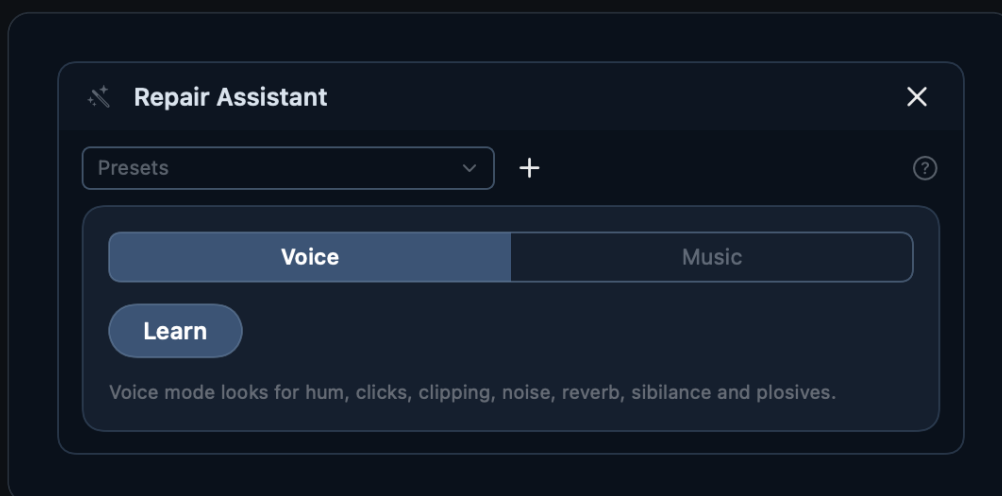 Repair Assistant
Presets
Voice
Music
Learn
Voice mode looks for hum, clicks, clipping, noise, reverb, sibilance and plosives.